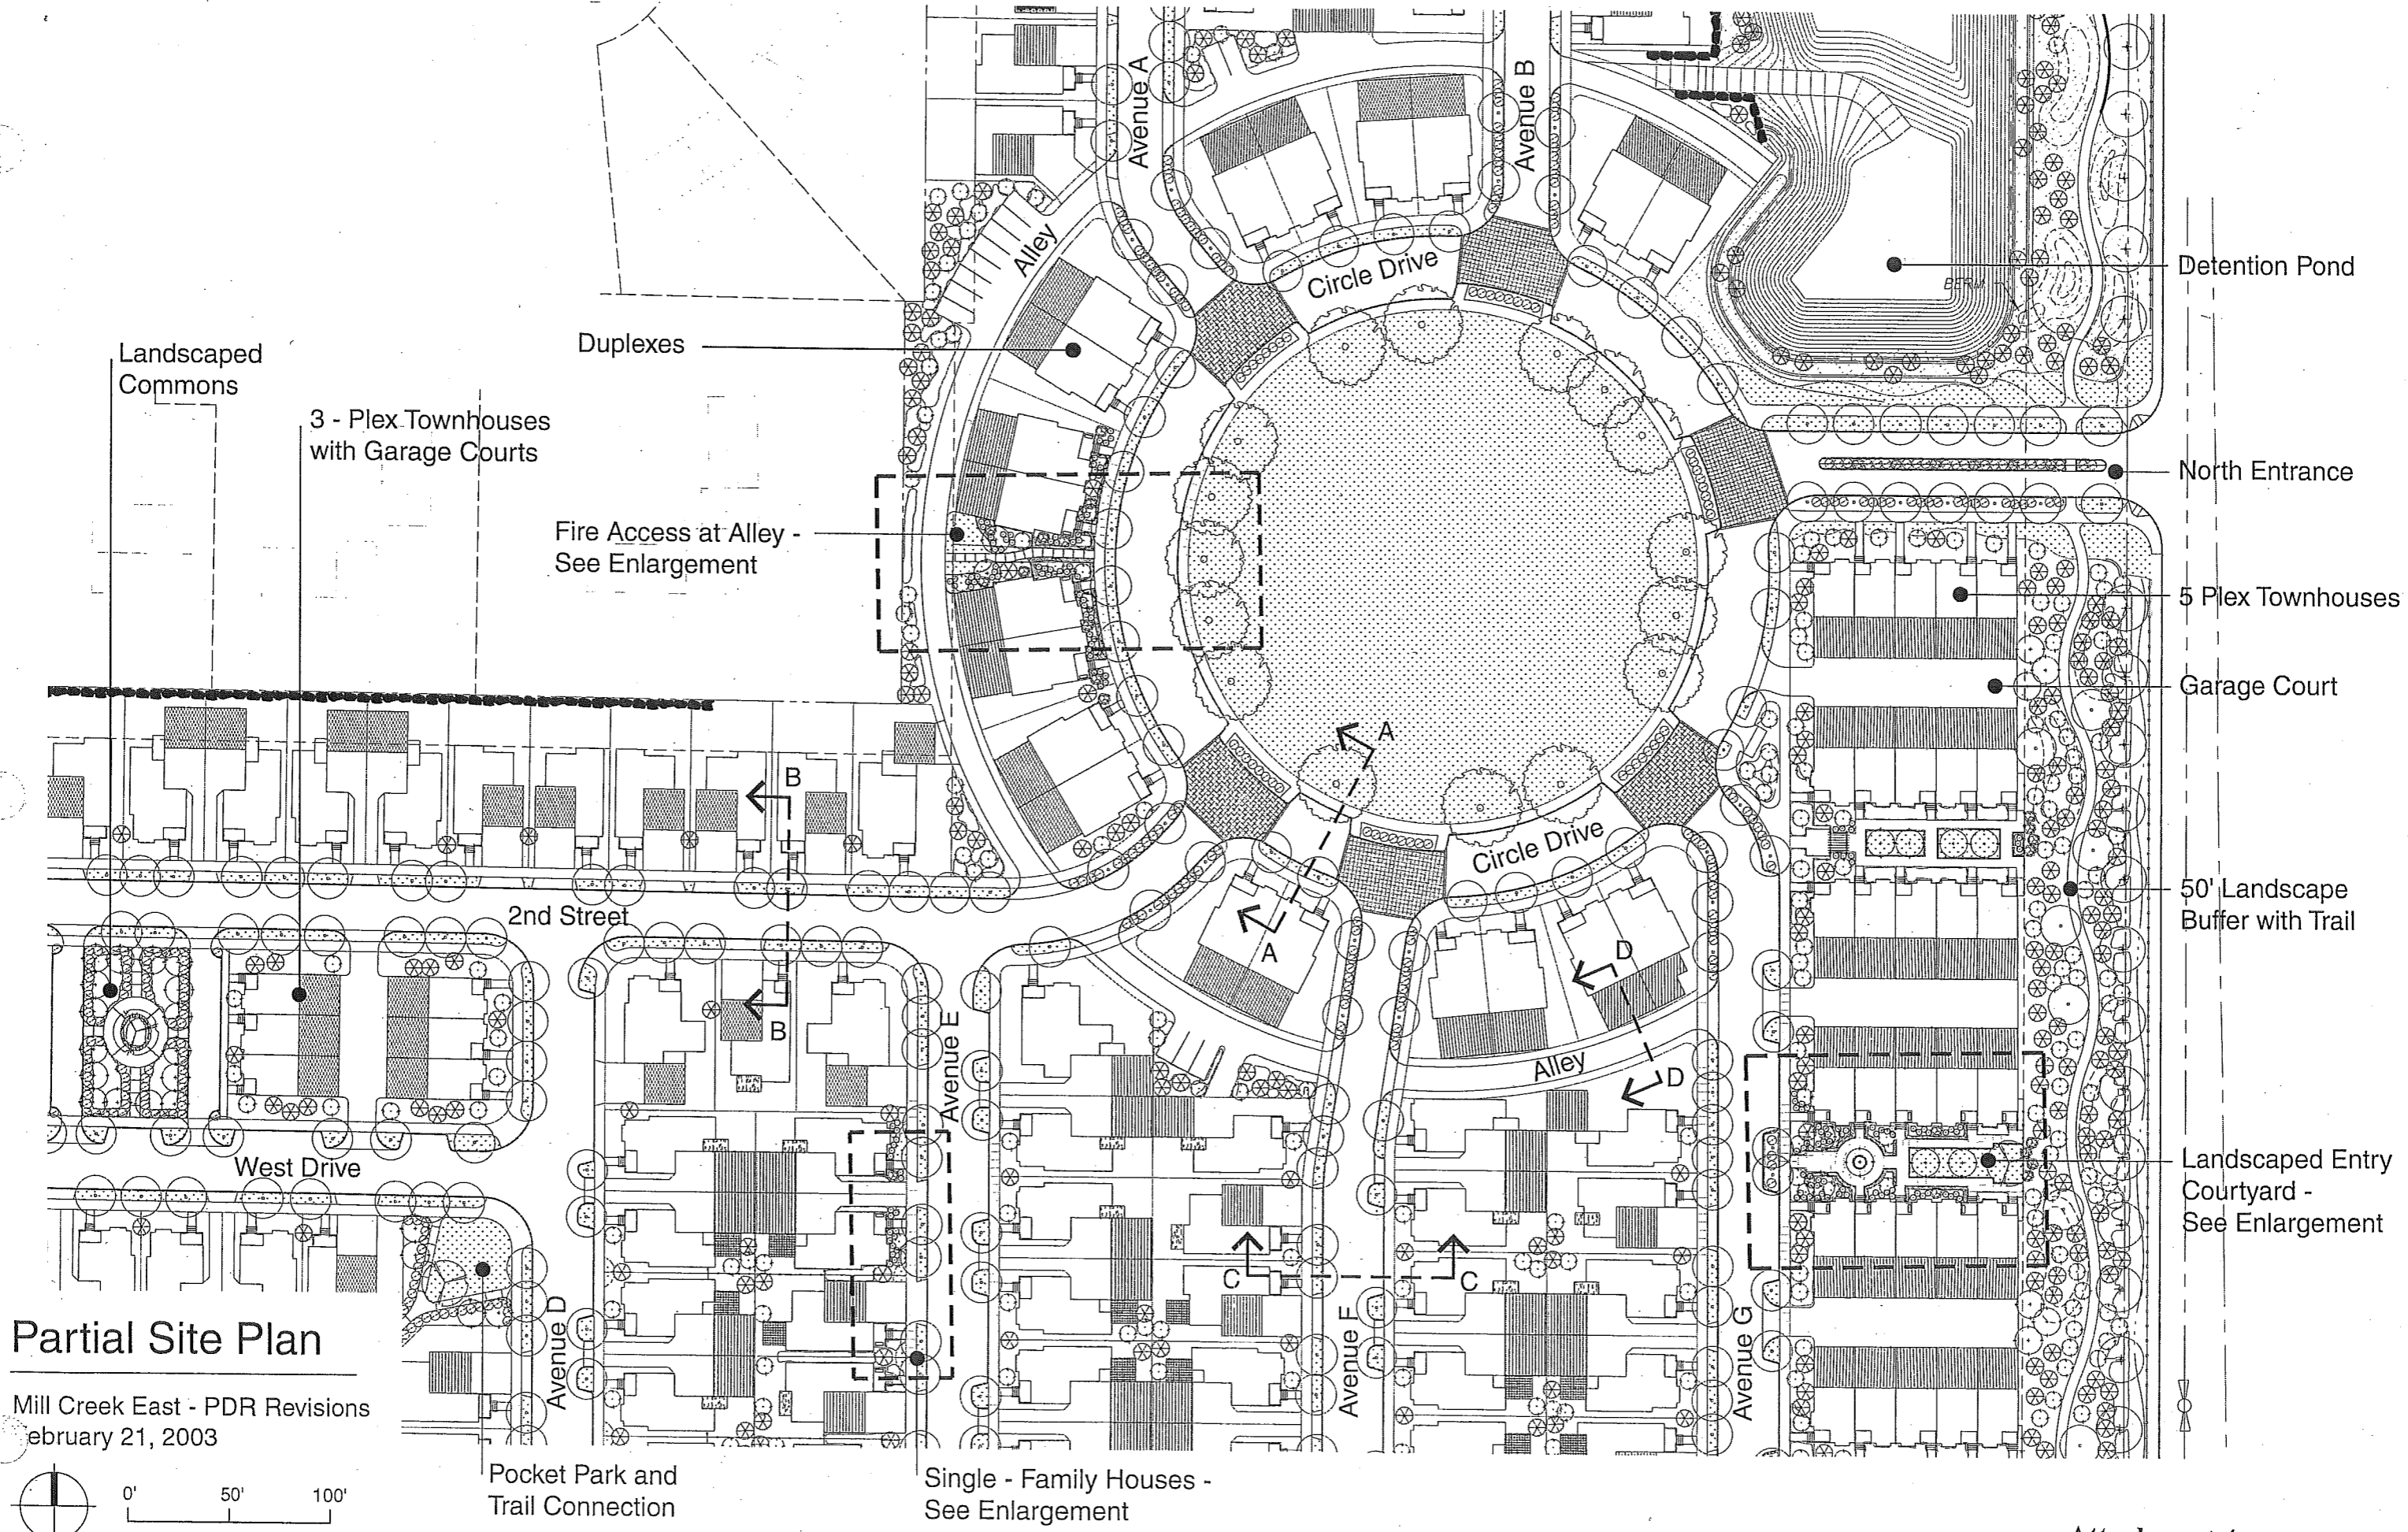 Avenue A
Avenue B
Alley
Circle Drive
Detention Pond
BERM
Duplexes
Landscaped
Commons
3 - Plex Townhouses
with Garage Courts
North Entrance
Fire Access at Alley -
See Enlargement
5 Plex Townhouses
Garage Court
A
B
Circle Drive
50' Landscape
Buffer with Trail
2nd Street
A
D
B
Avenue E
Alley
D
West Drive
Landscaped Entry
Courtyard -
See Enlargement
C
C
Avenue D
Avenue F
Avenue G
Partial Site Plan
Mill Creek East - PDR Revisions
ebruary 21, 2003
0'
50'
100'
Pocket Park and
Trail Connection
Single - Family Houses -
See Enlargement